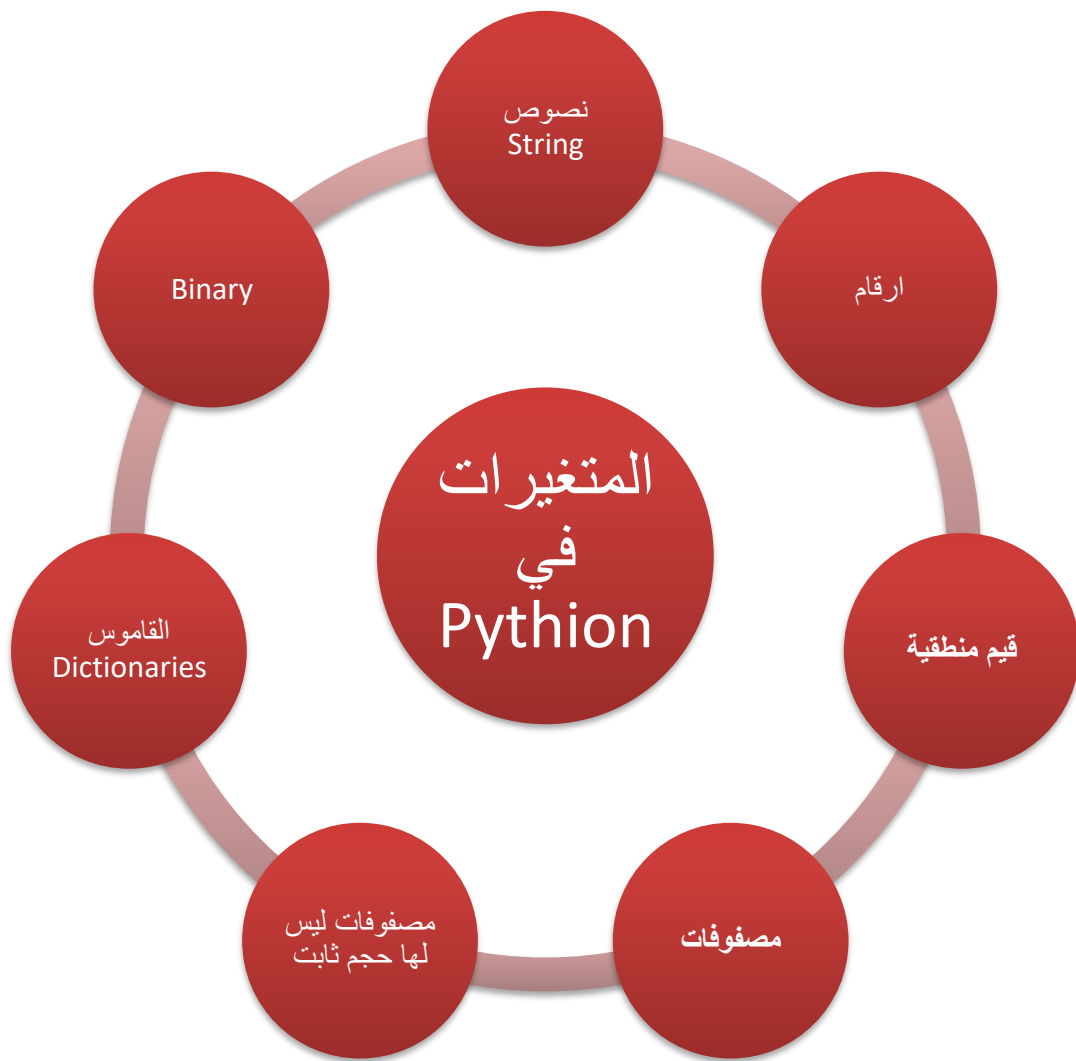 نصوص
String
ارقام
قيم منطقية
مصفوفات
مصفوفات ليس
لها حجم ثابت
القاموس
Dictionaries
Binary
المتغيرات
في
Pythion